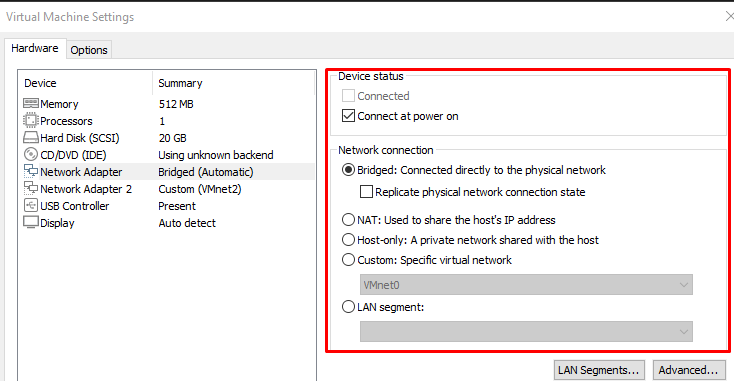 Virtual Machine Settings
Hardware Options
Device Summary
Memory 512 MB
Processors 1
Hard Disk (SCSI) 20 GB
CD/DVD (IDE) Using unknown backend
Network Adapter Bridged (Automatic)
Network Adapter 2 Custom (VMnet2)
USB Controller Present
Display Auto detect
Device status
Connected
Connect at power on
Network connection
Bridged: Connected directly to the physical network
Replicate physical network connection state
NAT: Used to share the host's IP address
Host-only: A private network shared with the host
Custom: Specific virtual network
VMnet0
LAN segment:
LAN Segments... Advanced...